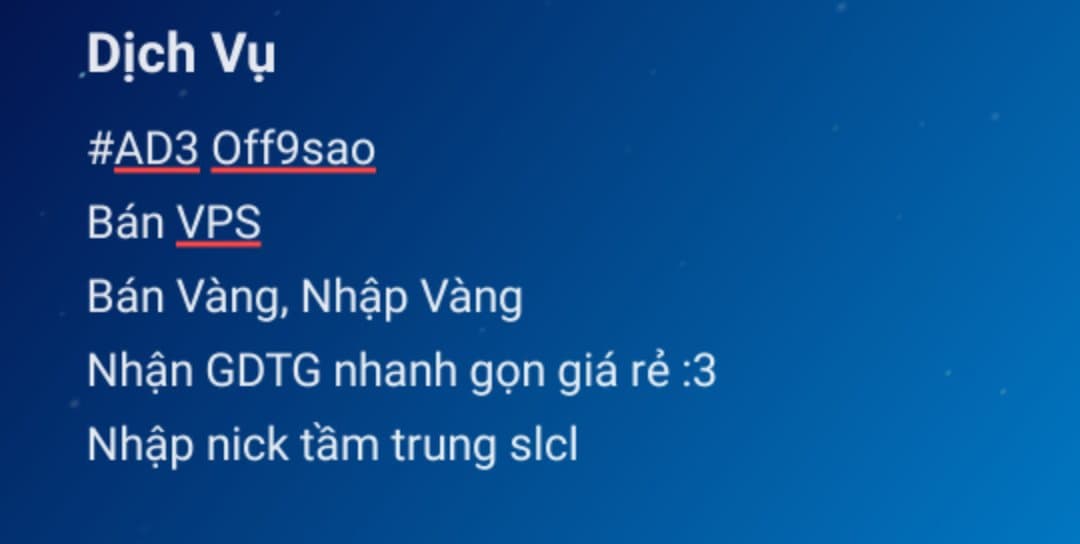 Dịch Vụ
#AD3 Off9sao
Bán VPS
Bán Vàng, Nhập Vàng
Nhận GDTG nhanh gọn giá rẻ :3
Nhập nick tầm trung slcl